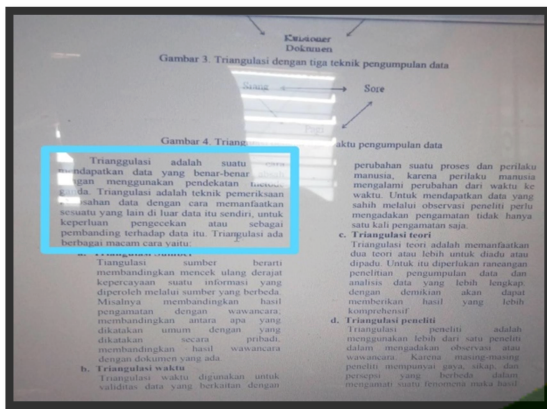 Kuisioner
Dokumen
Gambar 3. Triangulasi dengan tiga teknik pengumpulan data
Siang
Sore
Pagi
Gambar 4. Triang
aktu pengumpulan data
Trianggulasi adalah suatu cara
mendapatkan data yang benar-benar
dengan menggunakan pendekatan metode
g da. Triangulasi adalah teknik pemeriksaan
keabsahan data dengan cara memanfaatkan
sesuatu yang lain di luar data itu sendiri, untuk
keperluan pengecekan atau sebagai
pembanding terhadap data itu. Triangulasi ada
berbagai macam cara yaitu:
a. Triangulasi Sumber
Tiangulasi sumber berarti
membandingkan mencek ulang derajat
kepercayaan suatu informasi yang
diperoleh melalui sumber yang berbeda.
Misalnya membandingkan hasil
pengamatan dengan wawancara;
membandingkan antara apa yang
dikatakan umum dengan yang
dikatakan secara pribadi,
membandingkan hasil wawancara
dengan dokumen yang ada.
b. Triangulasi waktu
Triangulasi waktu digunakan untuk
validitas data yang berkaitan dengan
perubahan suatu proses dan perilaku
manusia, karena perilaku manusia
mengalami perubahan dari waktu ke
waktu. Untuk mendapatkan data yang
sahih melalui observasi peneliti perlu
mengadakan pengamatan tidak hanya
satu kali pengamatan saja.
c. Triangulasi teori
Triangulasi teori adalah memanfaatkan
dua teori atau lebih untuk diadu atau
dipadu. Untuk itu diperlukan rancangan
penelitian pengumpulan data dan
analisis data yang lebih lengkap;
dengan demikian akan dapat
memberikan hasil yang lebih
komprehensif
d. Triangulasi peneliti
Triangulasi peneliti adalah
menggunakan lebih dari satu peneliti
dalam mengadakan observasi atau
wawancara. Karena masing-masing
peneliti mempunyai gaya, sikap, dan
persepsi yang berbeda dalam
mengamati suatu fenomena maka hasil